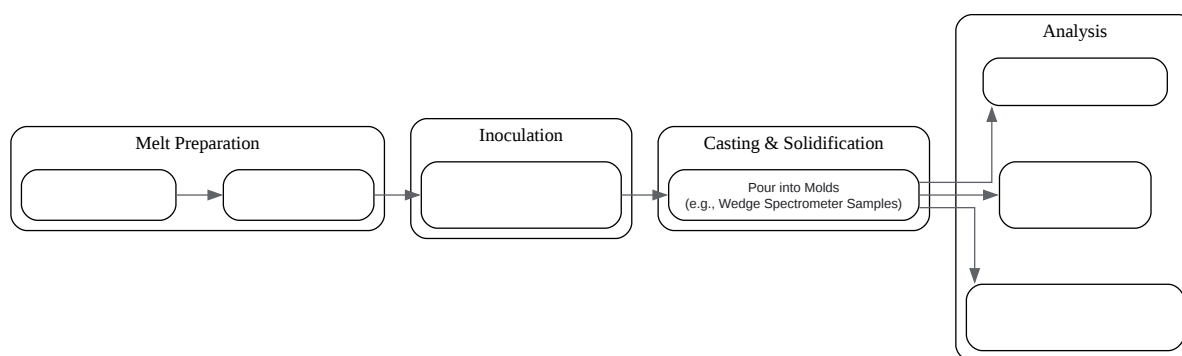 Analysis
Melt Preparation
Inoculation
Casting & Solidification
Pour into Molds
(e.g., Wedge Spectrometer Samples)